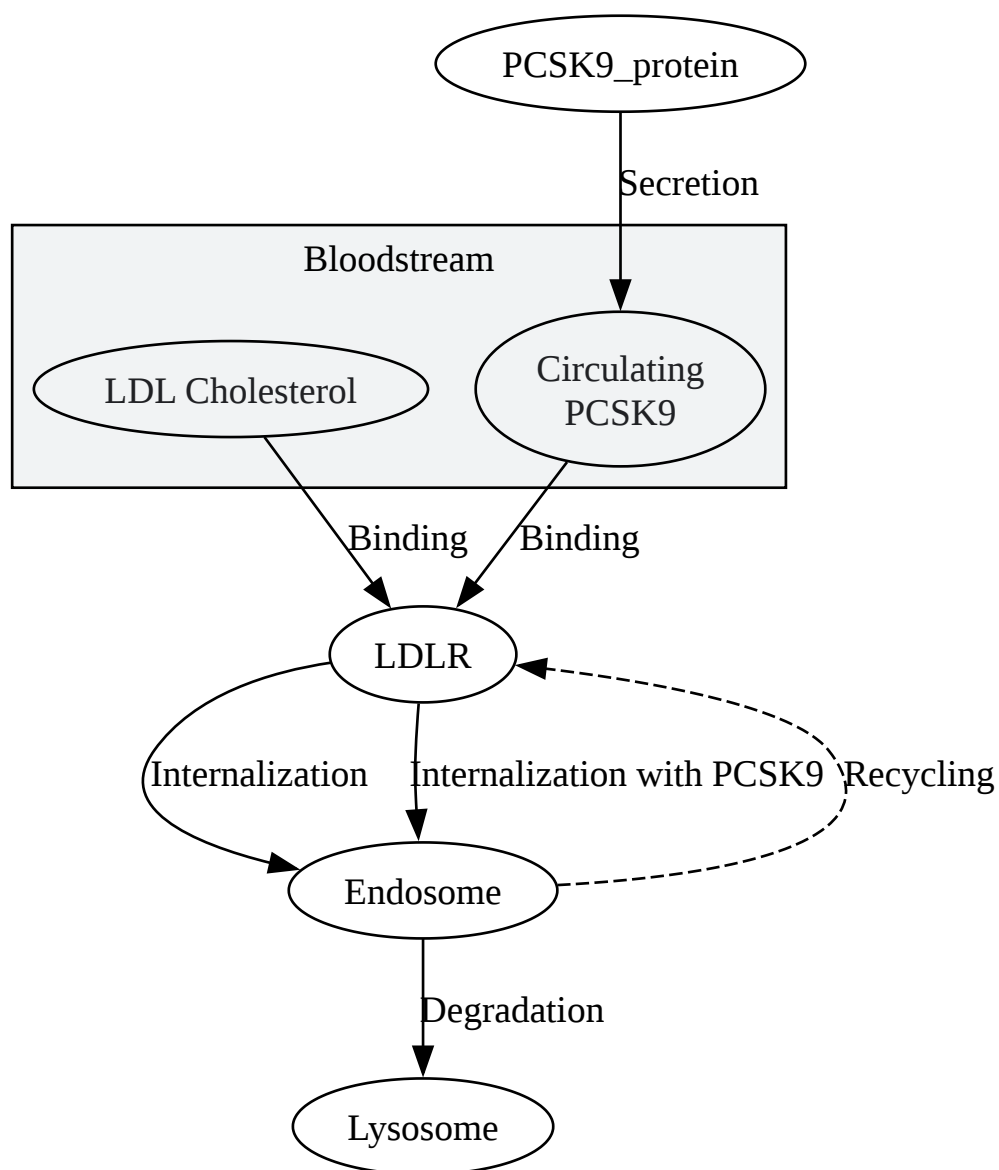 PCSK9_protein
Secretion
Bloodstream
LDL Cholesterol
Circulating
PCSK9
Binding
Binding
LDLR
Internalization
Internalization with PCSK9
Recycling
Endosome
Degradation
Lysosome